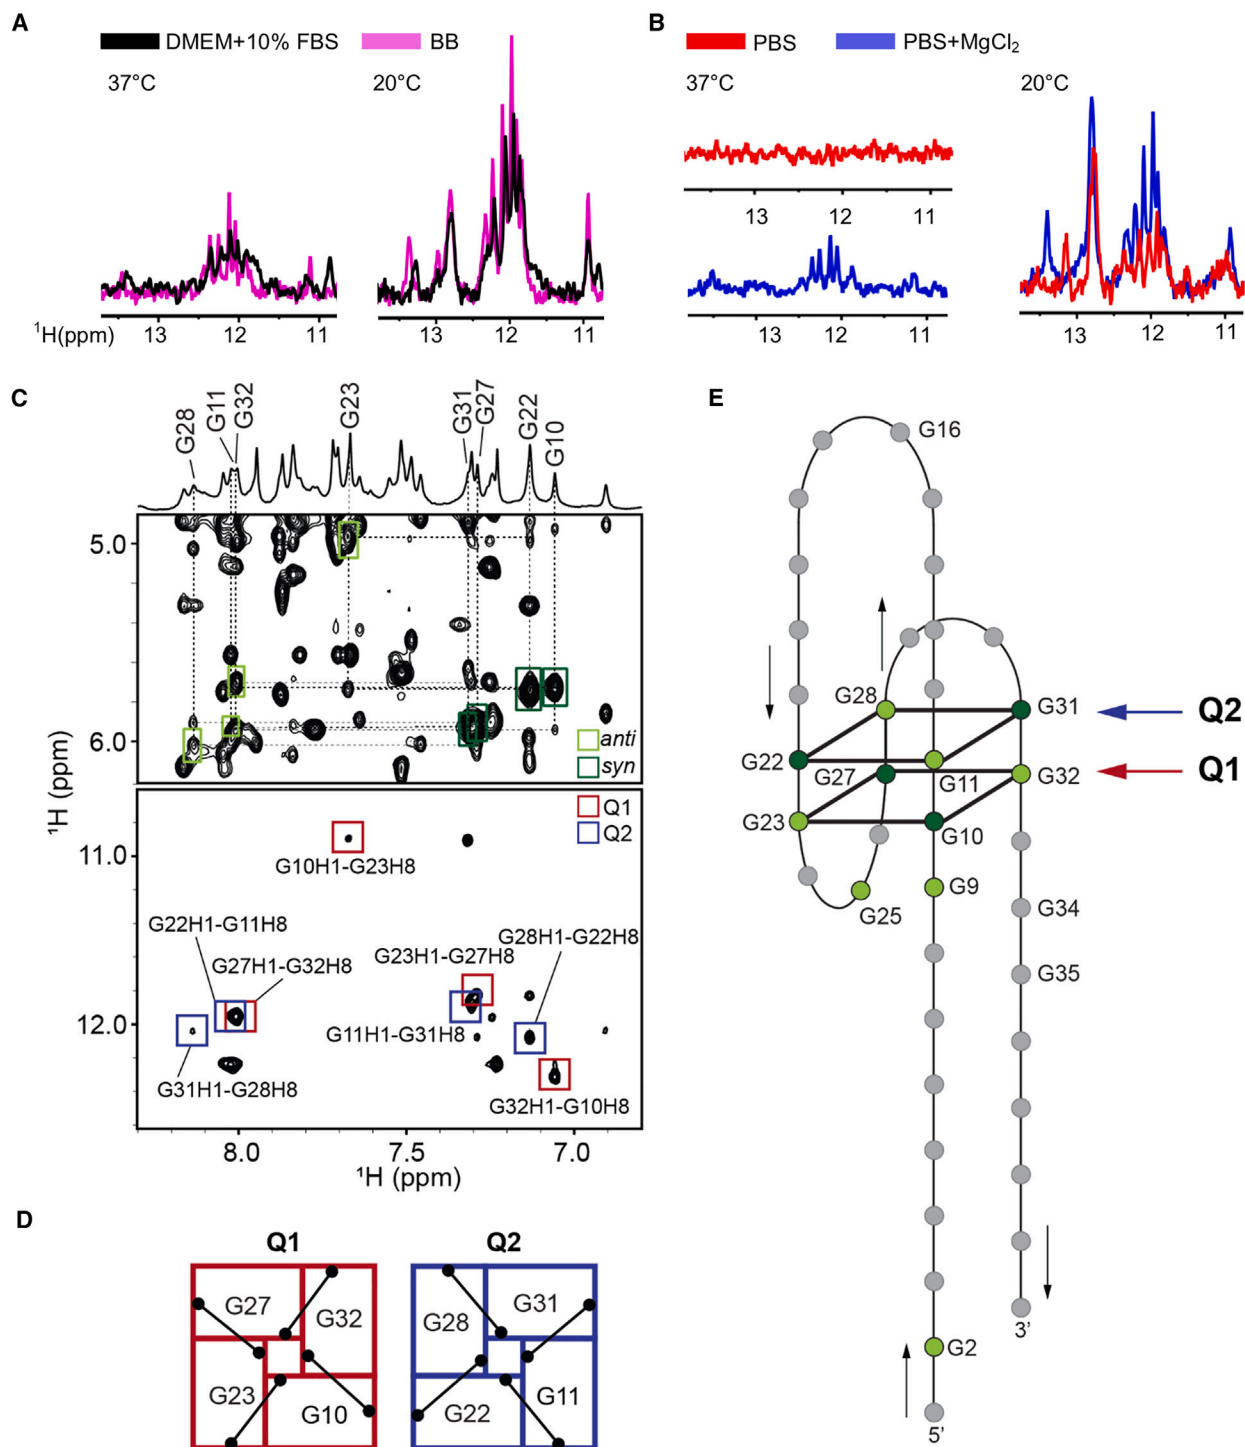 A
DMEM+10% FBS
BB
37°C
20°C
¹H(ppm)
13
12
11
13
12
11
B
PBS
PBS+MgCl₂
37°C
20°C
13
12
11
13
12
11
13
12
11
C
G28
G11
G32
G23
G31
G27
G22
G10
5.0
6.0
anti
syn
¹H (ppm)
Q1
Q2
11.0
12.0
G10H1-G23H8
G22H1-G11H8
G27H1-G32H8
G28H1-G22H8
G23H1-G27H8
G11H1-G31H8
G31H1-G28H8
G32H1-G10H8
8.0
7.5
7.0
¹H (ppm)
D
Q1
G27
G32
G23
G10
Q2
G28
G31
G22
G11
E
G16
G28
G31
Q2
G22
G27
G11
G32
Q1
G23
G10
G9
G25
G34
G35
3'
G2
5'